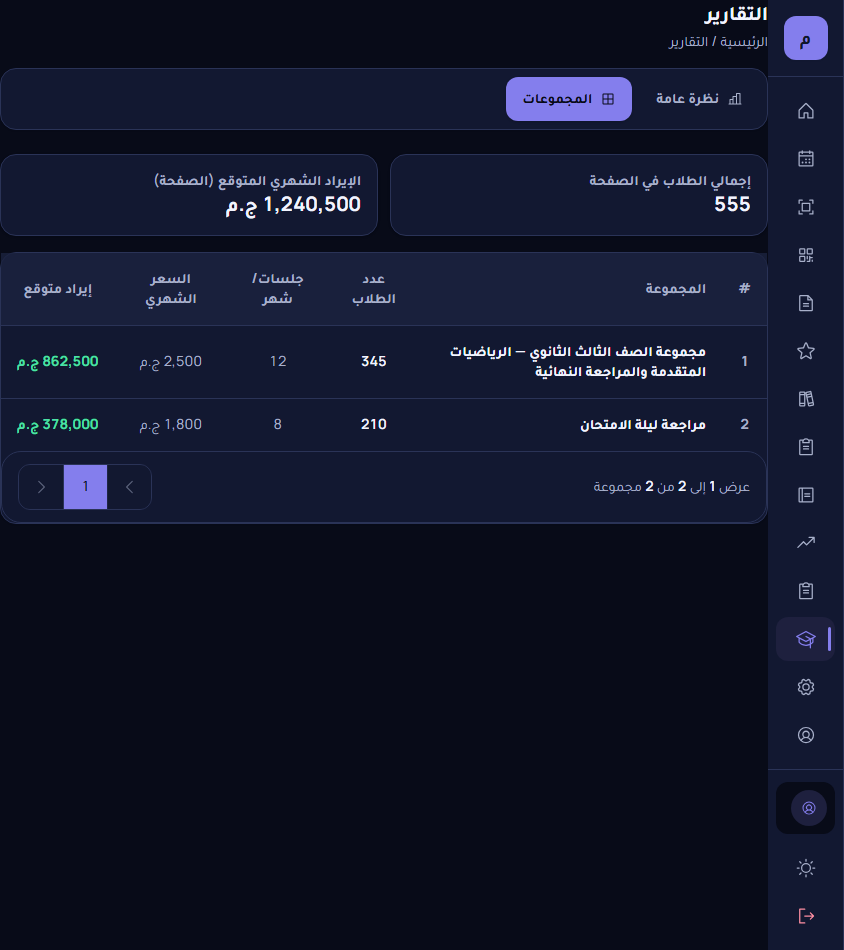 م
التقارير
الرئيسية / التقارير
نظرة عامة
المجموعات
إجمالي الطلاب في الصفحة
555
الإيراد الشهري المتوقع (الصفحة)
1,240,500 ج.م
# المجموعة عدد الطلاب جلسات/شهر السعر الشهري إيراد متوقع
1 مجموعة الصف الثالث الثانوي — الرياضيات المتقدمة والمراجعة النهائية 345 12 2,500 ج.م 862,500 ج.م
2 مراجعة ليلة الامتحان 210 8 1,800 ج.م 378,000 ج.م
عرض 1 إلى 2 من 2 مجموعة
1